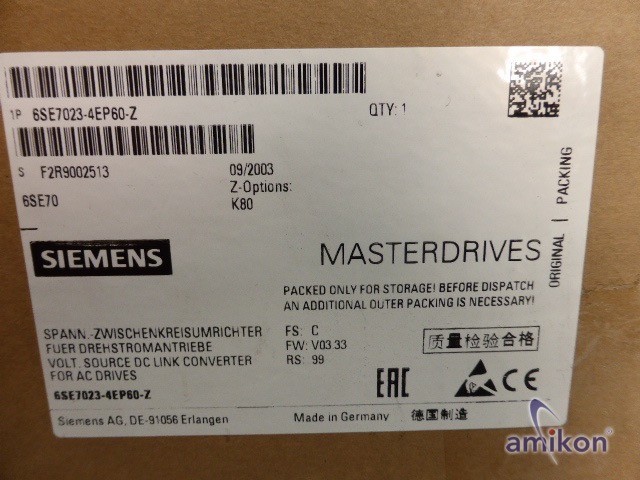 1P 6SE7023-4EP60-Z
QTY: 1
S F2R9002513
09/2003
6SE70
Z-Options:
K80
ORIGINAL | PACKING
SIEMENS
MASTERDRIVES
PACKED ONLY FOR STORAGE! BEFORE DISPATCH
AN ADDITIONAL OUTER PACKING IS NECESSARY!
SPANN.-ZWISCHENKREISUMRICHTER
FUER DREHSTROMANTRIEBE
VOLT. SOURCE DC LINK CONVERTER
FOR AC DRIVES
6SE7023-4EP60-Z
FS: C
FW: V03.33
RS: 99
质量检验合格
EAC
CE
Siemens AG, DE-91056 Erlangen
Made in Germany
德国制造
amikon